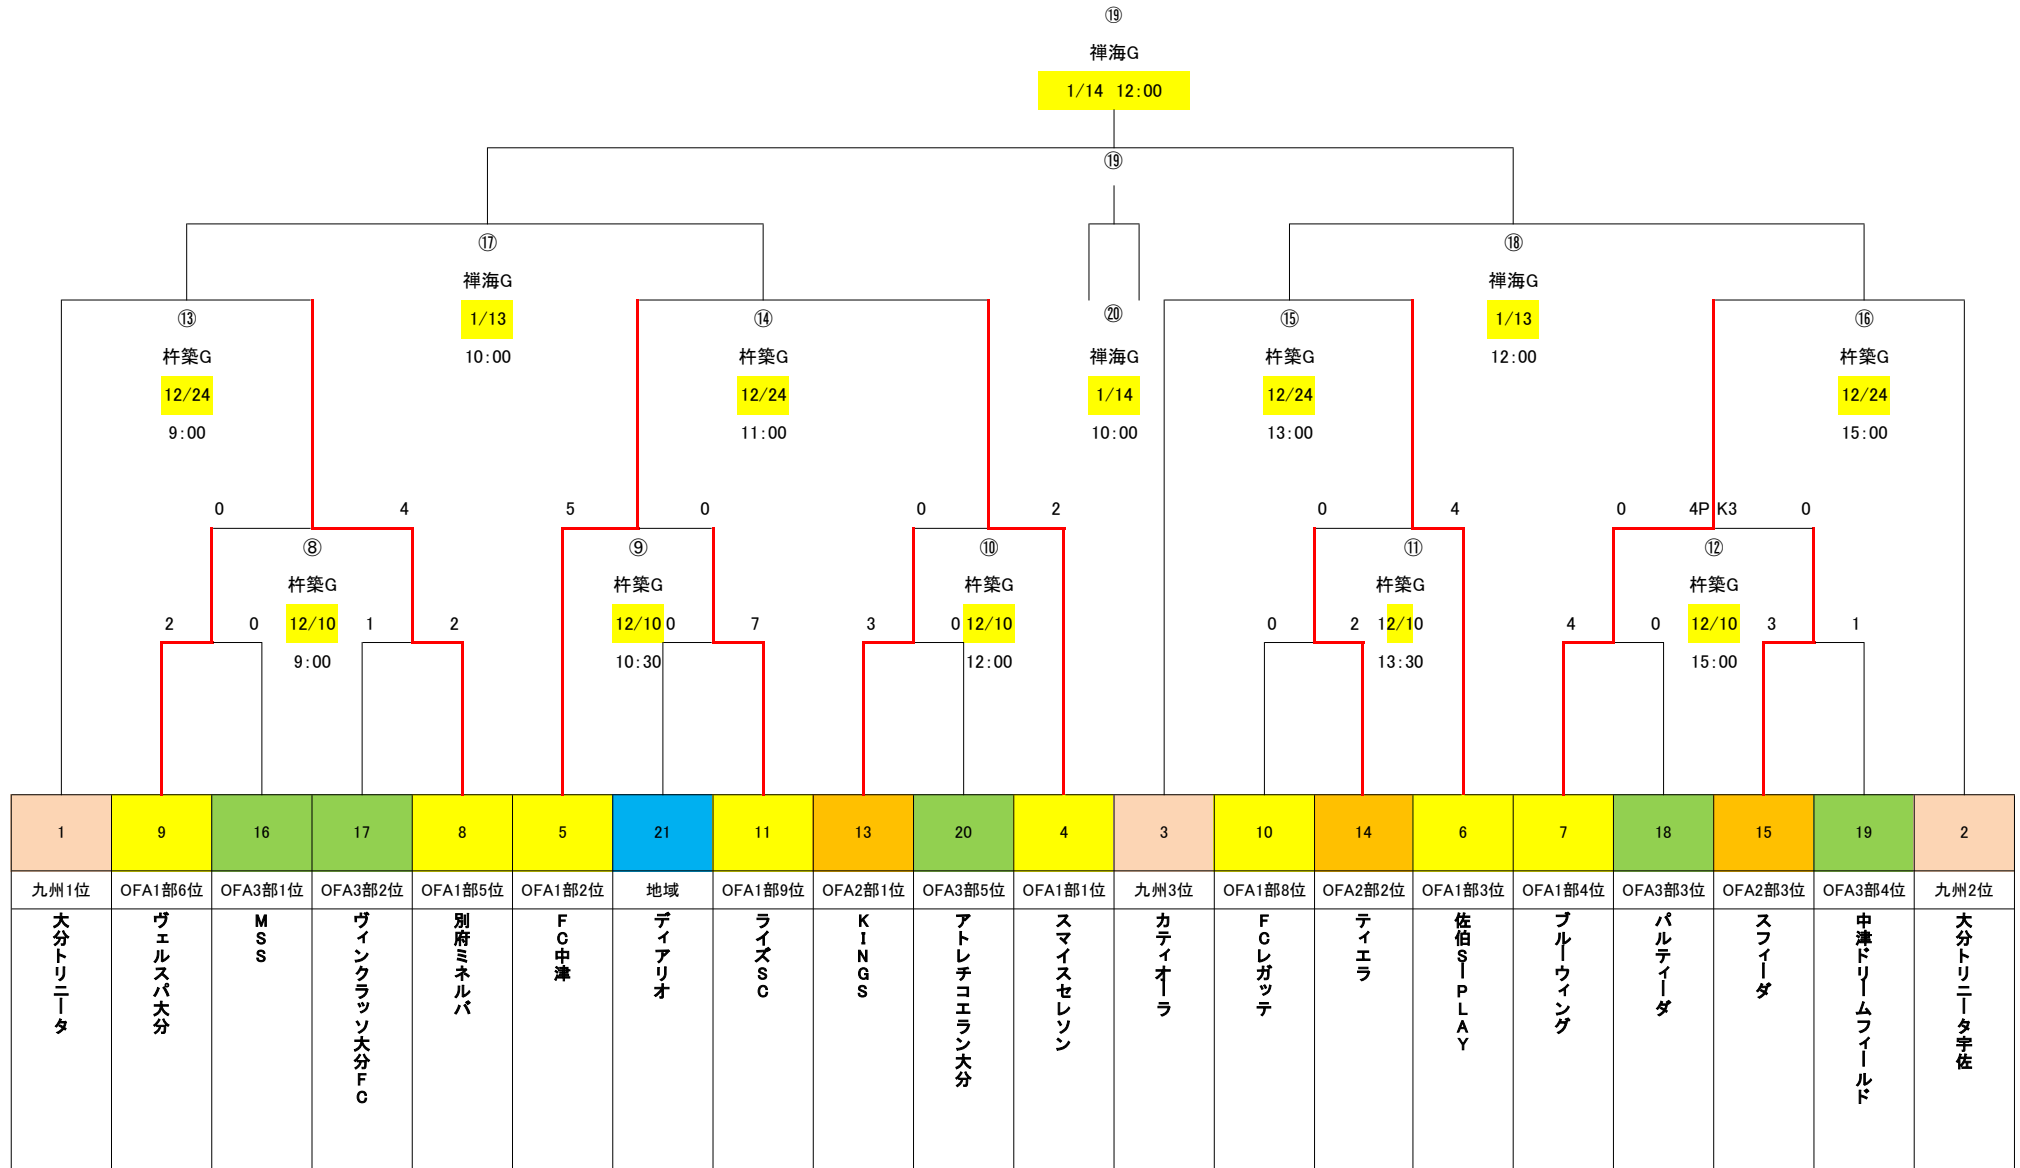 ⑲
禅海G
1/14 12:00
⑲
⑰ ⑱
禅海G 禅海G
1/13 1/13
10:00 12:00
⑬ ⑭ ⑳ ⑮ ⑯
杵築G 杵築G 禅海G 杵築G 杵築G
12/24 12/24 1/14 12/24 12/24
9:00 11:00 10:00 13:00 15:00
0 4 5 0 0 2 0 4 0 4PK3 0
⑧ ⑨ ⑩ ⑪ ⑫
杵築G 杵築G 杵築G 杵築G 杵築G
2 0 12/10 1 2 12/10 0 7 3 0 12/10 0 2 12/10 4 0 12/10 3 1
9:00 10:30 12:00 13:30 15:00
1 9 16 17 8 5 21 11 13 20 4 3 10 14 6 7 18 15 19 2
九州1位 OFA1部6位 OFA3部1位 OFA3部2位 OFA1部5位 OFA1部2位 地域 OFA1部9位 OFA2部1位 OFA3部5位 OFA1部1位 九州3位 OFA1部8位 OFA2部2位 OFA1部3位 OFA1部4位 OFA3部3位 OFA2部3位 OFA3部4位 九州2位
大分トリニータ
ヴェルスパ大分
MSS
ヴィンクラッソ大分FC
別府ミネルバ
FC中津
ディアリオ
ライズSC
KINGS
アトレチコエラン大分
スマイスセレソン
カティオーラ
FCレガッテ
ティエラ
佐伯S-PLAY
ブルーウィング
パルティーダ
スフィーダ
中津ドリームフィールド
大分トリニータ宇佐